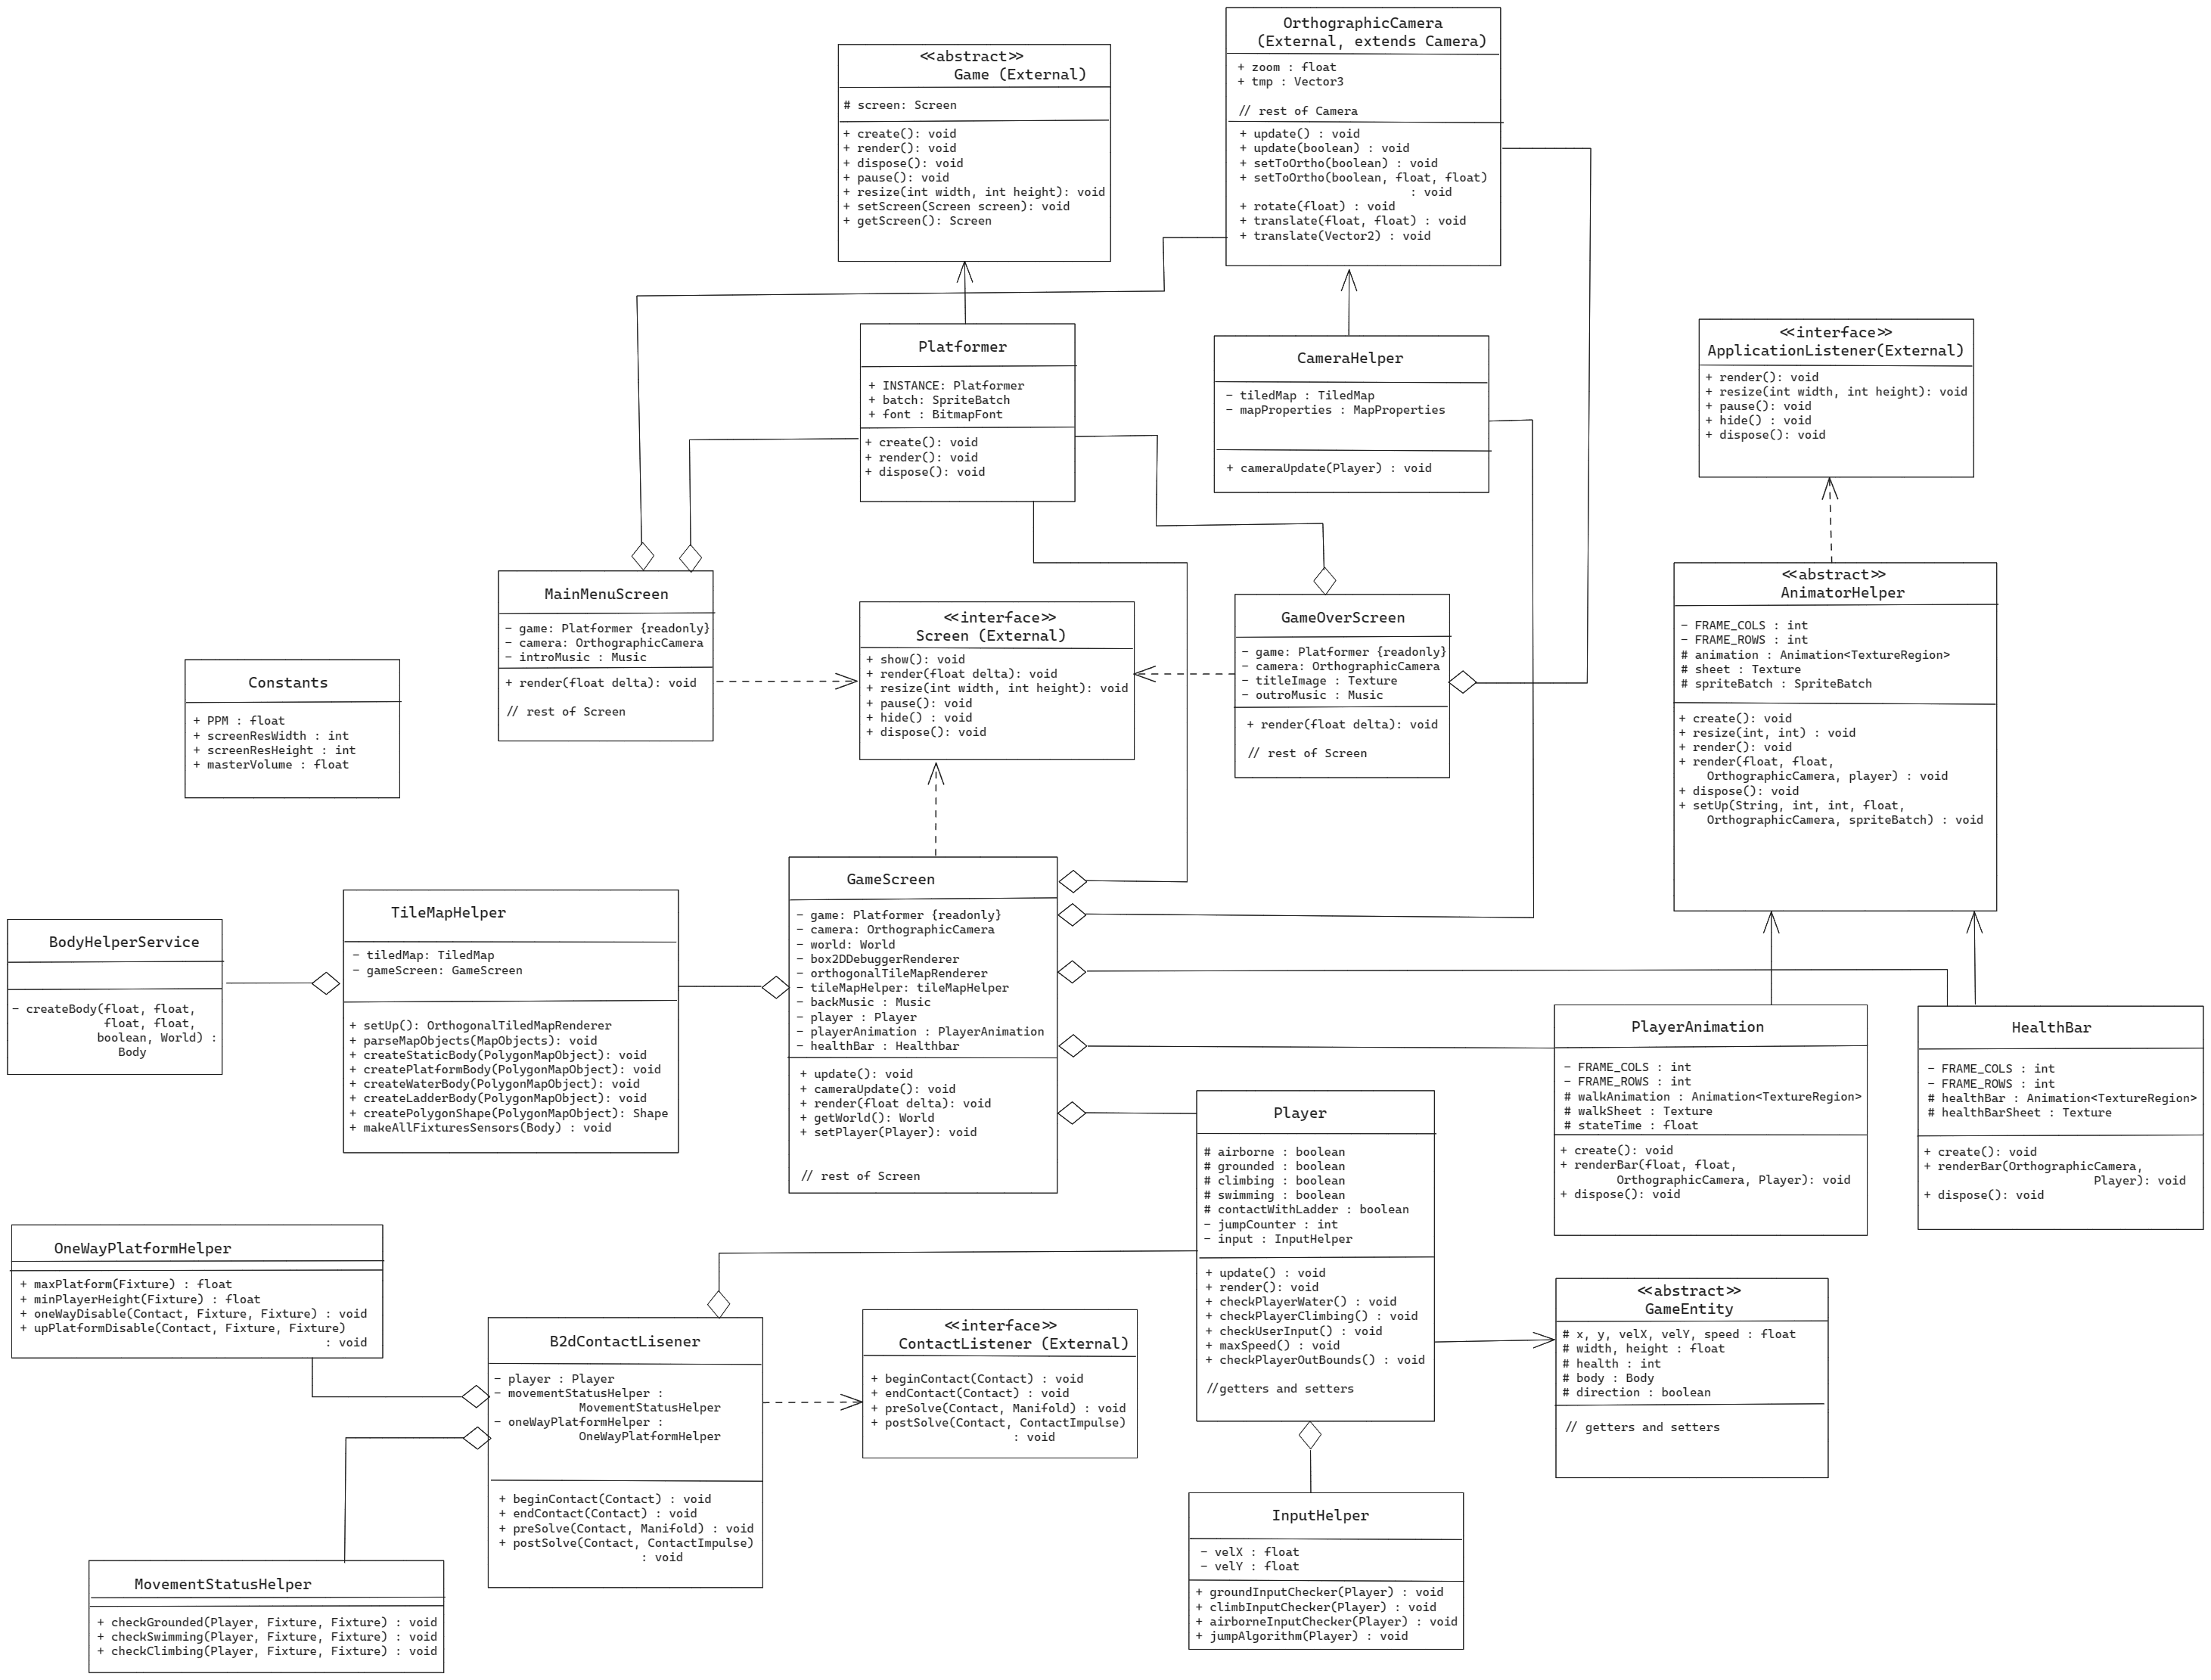 OrthographicCamera
(External, extends Camera)
+ zoom : float
+ tmp : Vector3
// rest of Camera
+ update() : void
+ update(boolean) : void
+ setToOrtho(boolean) : void
+ setToOrtho(boolean, float, float)
: void
+ rotate(float) : void
+ translate(float, float) : void
+ translate(Vector2) : void
<<abstract>>
Game (External)
# screen: Screen
+ create(): void
+ render(): void
+ dispose(): void
+ pause(): void
+ resize(int width, int height): void
+ setScreen(Screen screen): void
+ getScreen(): Screen
Platformer
+ INSTANCE: Platformer
+ batch: SpriteBatch
+ font : BitmapFont
+ create(): void
+ render(): void
+ dispose(): void
CameraHelper
- tiledMap : TiledMap
- mapProperties : MapProperties
+ cameraUpdate(Player) : void
<<interface>>
ApplicationListener(External)
+ render(): void
+ resize(int width, int height): void
+ pause(): void
+ hide() : void
+ dispose(): void
MainMenuScreen
- game: Platformer {readonly}
- camera: OrthographicCamera
- introMusic : Music
+ render(float delta): void
// rest of Screen
<<interface>>
Screen (External)
+ show(): void
+ render(float delta): void
+ resize(int width, int height): void
+ pause(): void
+ hide() : void
+ dispose(): void
GameOverScreen
- game: Platformer {readonly}
- camera: OrthographicCamera
- titleImage : Texture
- outroMusic : Music
+ render(float delta): void
// rest of Screen
<<abstract>>
AnimatorHelper
- FRAME_COLS : int
- FRAME_ROWS : int
# animation : Animation<TextureRegion>
# sheet : Texture
# spriteBatch : SpriteBatch
+ create(): void
+ resize(int, int) : void
+ render(): void
+ render(float, float,
OrthographicCamera, player) : void
+ dispose(): void
+ setUp(String, int, int, float,
OrthographicCamera, spriteBatch) : void
Constants
+ PPM : float
+ screenResWidth : int
+ screenResHeight : int
+ masterVolume : float
BodyHelperService
- createBody(float, float,
float, float,
boolean, World) :
Body
TileMapHelper
- tiledMap: TiledMap
- gameScreen: GameScreen
+ setUp(): OrthogonalTiledMapRenderer
+ parseMapObjects(MapObjects): void
+ createStaticBody(PolygonMapObject): void
+ createPlatformBody(PolygonMapObject): void
+ createWaterBody(PolygonMapObject): void
+ createLadderBody(PolygonMapObject): void
+ createPolygonShape(PolygonMapObject): Shape
+ makeAllFixturesSensors(Body) : void
GameScreen
- game: Platformer {readonly}
- camera: OrthographicCamera
- world: World
- box2DDebuggerRenderer
- orthogonalTileMapRenderer
- tileMapHelper: tileMapHelper
- backMusic : Music
- player : Player
- playerAnimation : PlayerAnimation
- healthBar : Healthbar
+ update(): void
+ cameraUpdate(): void
+ render(float delta): void
+ getWorld(): World
+ setPlayer(Player): void
// rest of Screen
PlayerAnimation
- FRAME_COLS : int
- FRAME_ROWS : int
# walkAnimation : Animation<TextureRegion>
# walkSheet : Texture
# stateTime : float
+ create(): void
+ renderBar(float, float,
OrthographicCamera, Player): void
+ dispose(): void
HealthBar
- FRAME_COLS : int
- FRAME_ROWS : int
# healthBar : Animation<TextureRegion>
# healthBarSheet : Texture
+ create(): void
+ renderBar(OrthographicCamera,
Player): void
+ dispose(): void
Player
# airborne : boolean
# grounded : boolean
# climbing : boolean
# swimming : boolean
# contactWithLadder : boolean
- jumpCounter : int
- input : InputHelper
+ update() : void
+ render(): void
+ checkPlayerWater() : void
+ checkPlayerClimbing() : void
+ checkUserInput() : void
+ maxSpeed() : void
+ checkPlayerOutBounds() : void
//getters and setters
OneWayPlatformHelper
+ maxPlatform(Fixture) : float
+ minPlayerHeight(Fixture) : float
+ oneWayDisable(Contact, Fixture, Fixture) : void
+ upPlatformDisable(Contact, Fixture, Fixture)
: void
B2dContactLisener
- player : Player
- movementStatusHelper :
MovementStatusHelper
- oneWayPlatformHelper :
OneWayPlatformHelper
+ beginContact(Contact) : void
+ endContact(Contact) : void
+ preSolve(Contact, Manifold) : void
+ postSolve(Contact, ContactImpulse)
: void
<<interface>>
ContactListener (External)
+ beginContact(Contact) : void
+ endContact(Contact) : void
+ preSolve(Contact, Manifold) : void
+ postSolve(Contact, ContactImpulse)
: void
<<abstract>>
GameEntity
# x, y, velX, velY, speed : float
# width, height : float
# health : int
# body : Body
# direction : boolean
// getters and setters
InputHelper
- velX : float
- velY : float
+ groundInputChecker(Player) : void
+ climbInputChecker(Player) : void
+ airborneInputChecker(Player) : void
+ jumpAlgorithm(Player) : void
MovementStatusHelper
+ checkGrounded(Player, Fixture, Fixture) : void
+ checkSwimming(Player, Fixture, Fixture) : void
+ checkClimbing(Player, Fixture, Fixture) : void